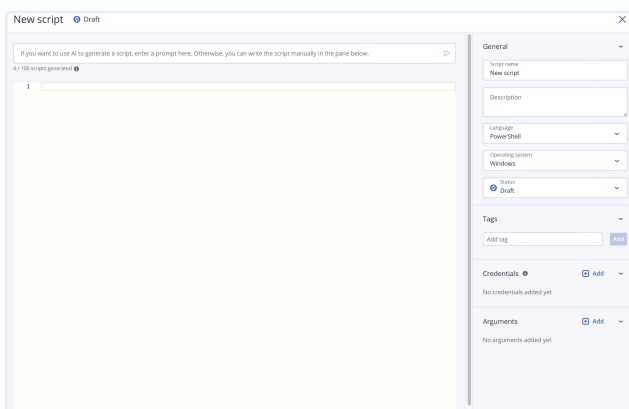 New script Draft
If you want to use AI to generate a script, enter a prompt here. Otherwise, you can write the script manually in the pane below.
0 / 100 scripts generated
1
General
Script name
New script
Description
Language
PowerShell
Operating system
Windows
Status
Draft
Tags
Add tag Add
Credentials Add
No credentials added yet
Arguments Add
No arguments added yet